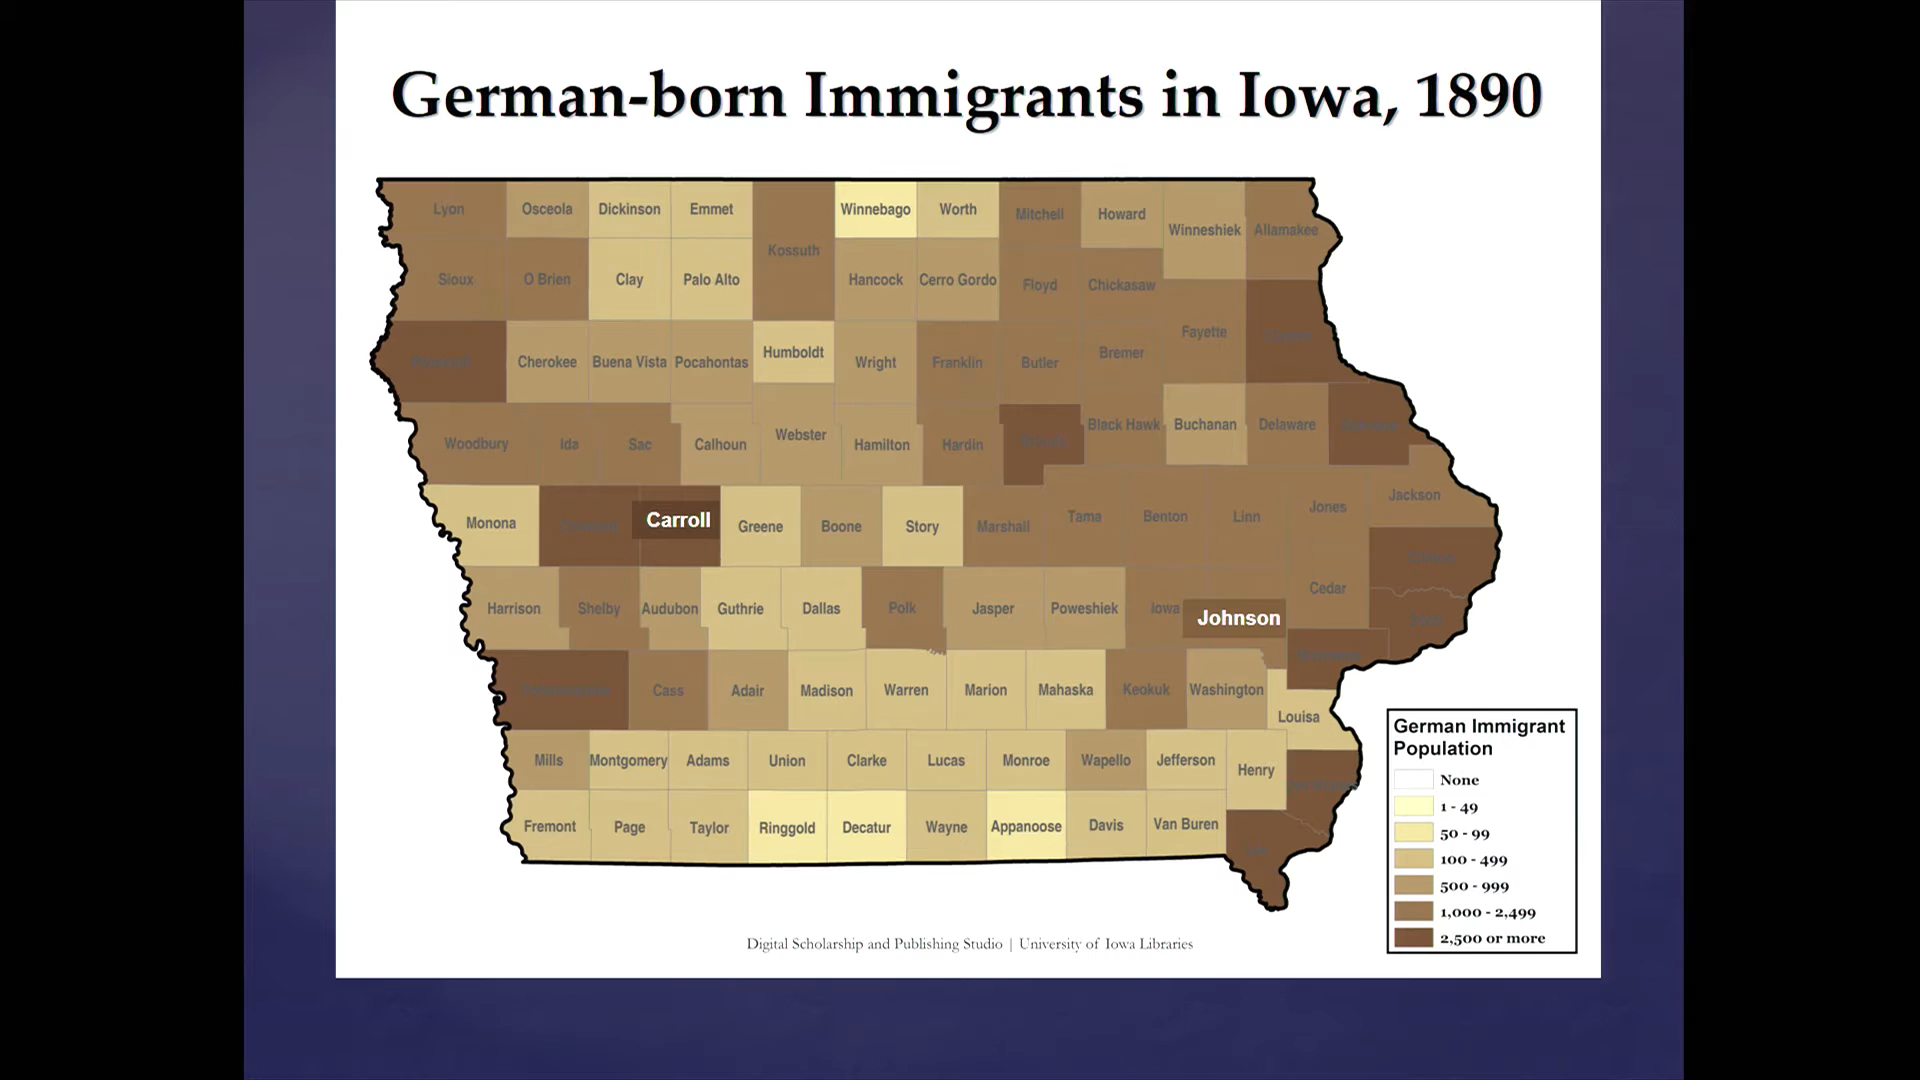 German-born Immigrants in Iowa, 1890
Lyon
Osceola
Dickinson
Emmet
Kossuth
Winnebago
Worth
Mitchell
Howard
Winneshiek
Allamakee
Sioux
O Brien
Clay
Palo Alto
Hancock
Cerro Gordo
Floyd
Chickasaw
Fayette
Cherokee
Buena Vista
Pocahontas
Humboldt
Wright
Franklin
Butler
Bremer
Woodbury
Ida
Sac
Calhoun
Webster
Hamilton
Hardin
Black Hawk
Buchanan
Delaware
Jackson
Monona
Carroll
Greene
Boone
Story
Marshall
Tama
Benton
Linn
Jones
Harrison
Shelby
Audubon
Guthrie
Dallas
Polk
Jasper
Poweshiek
Iowa
Johnson
Cedar
Cass
Adair
Madison
Warren
Marion
Mahaska
Keokuk
Washington
Louisa
Mills
Montgomery
Adams
Union
Clarke
Lucas
Monroe
Wapello
Jefferson
Henry
Fremont
Page
Taylor
Ringgold
Decatur
Wayne
Appanoose
Davis
Van Buren
German Immigrant
Population
None
1 - 49
50 - 99
100 - 499
500 - 999
1,000 - 2,499
2,500 or more
Digital Scholarship and Publishing Studio | University of Iowa Libraries